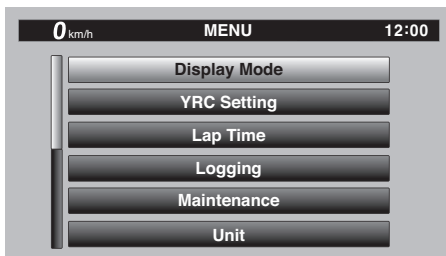 0 km/h MENU 12:00
Display Mode
YRC Setting
Lap Time
Logging
Maintenance
Unit